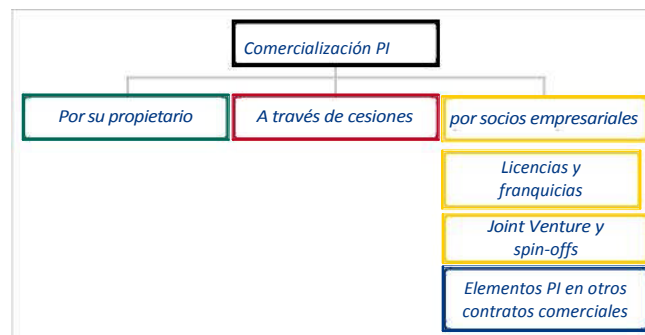 Comercialización PI
Por su propietario
A través de cesiones
por socios empresariales
Licencias y
franquicias
Joint Venture y
spin-offs
Elementos PI en otros
contratos comerciales